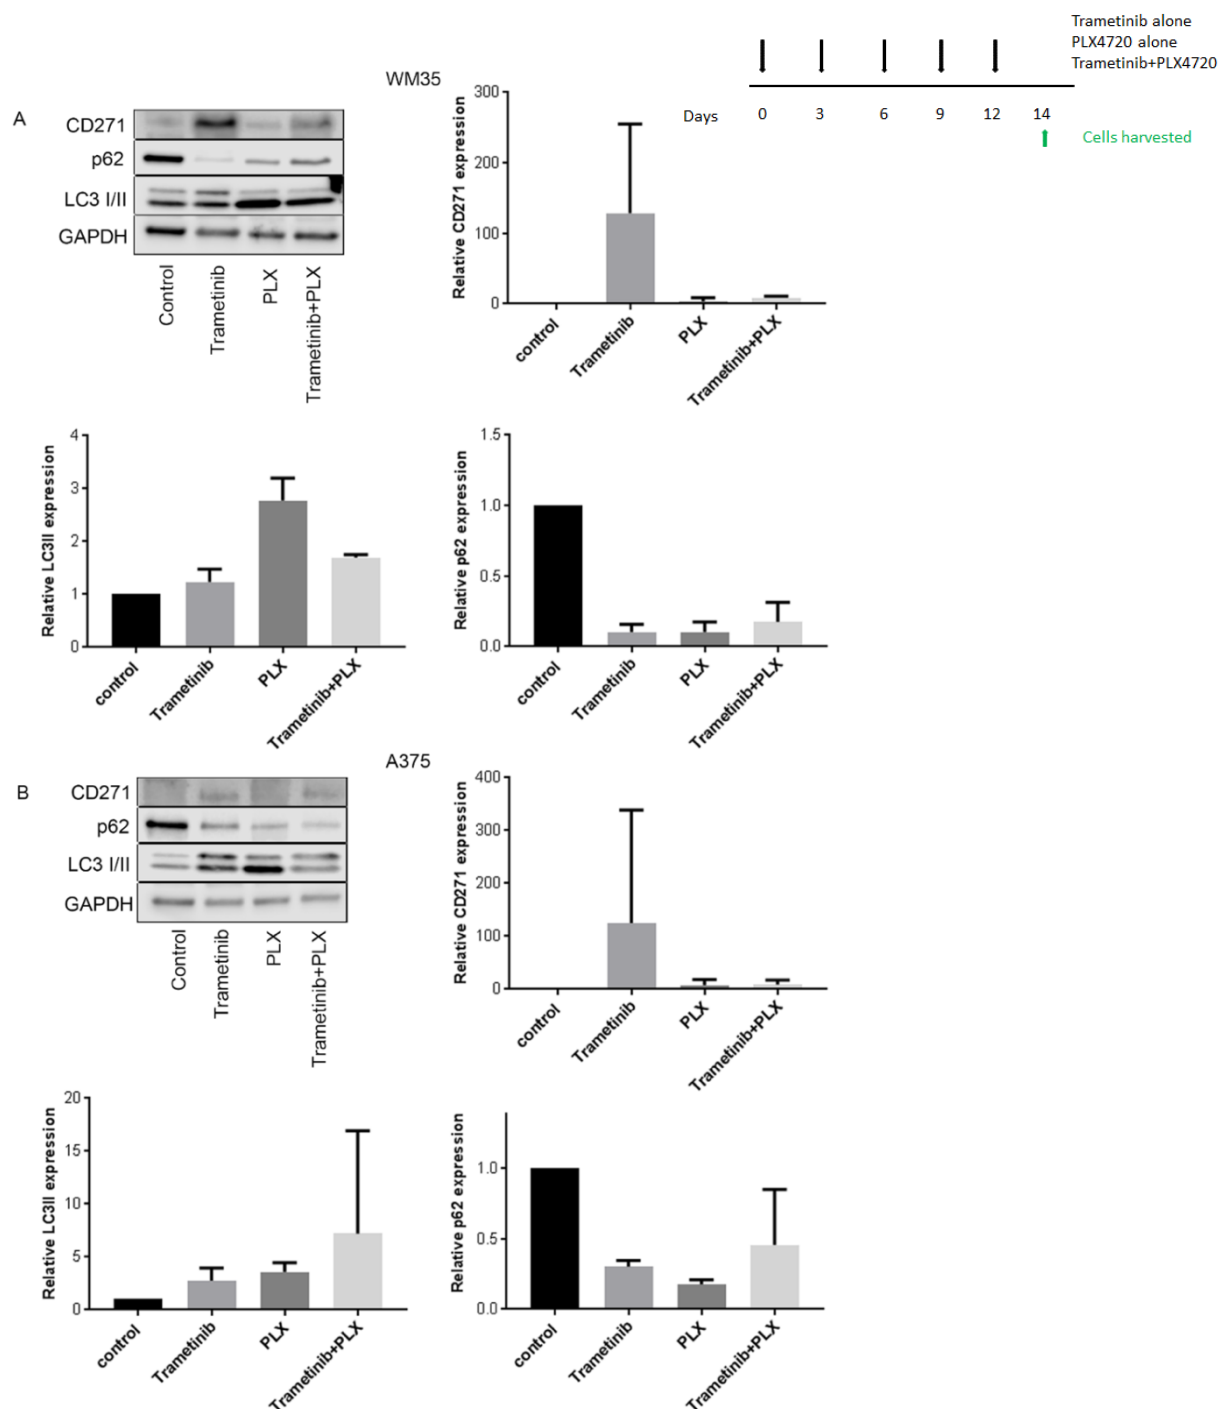 Trametinib alone
PLX4720 alone
Trametinib+PLX4720
Days 0 3 6 9 12 14
Cells harvested
WM35
A
CD271
p62
LC3 I/II
GAPDH
Control
Trametinib
PLX
Trametinib+PLX
Relative CD271 expression
300
200
100
0
control
Trametinib
PLX
Trametinib+PLX
Relative LC3II expression
4
3
2
1
0
control
Trametinib
PLX
Trametinib+PLX
Relative p62 expression
1.5
1.0
0.5
0.0
control
Trametinib
PLX
Trametinib+PLX
A375
B
CD271
p62
LC3 I/II
GAPDH
Control
Trametinib
PLX
Trametinib+PLX
Relative CD271 expression
400
300
200
100
0
control
Trametinib
PLX
Trametinib+PLX
Relative LC3II expression
20
15
10
5
0
control
Trametinib
PLX
Trametinib+PLX
Relative p62 expression
1.0
0.5
0.0
control
Trametinib
PLX
Trametinib+PLX